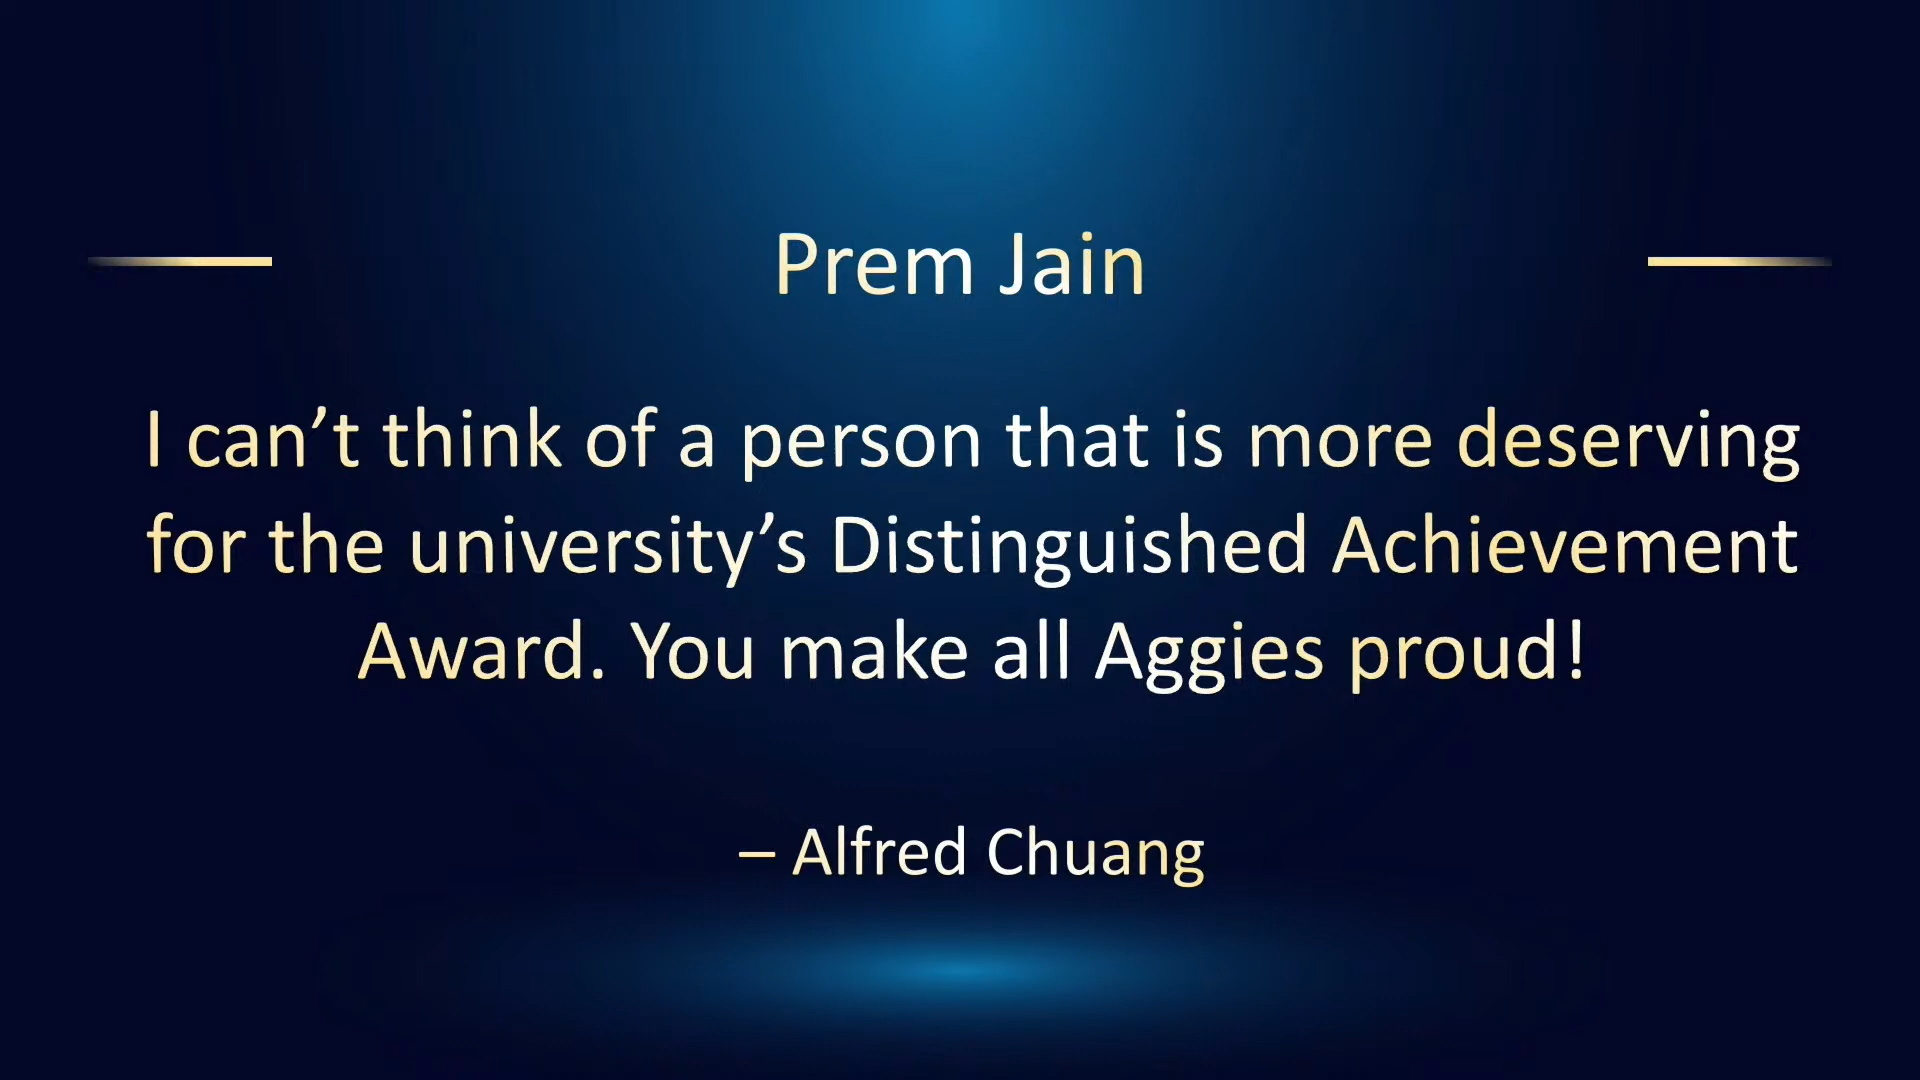 Prem Jain
I can’t think of a person that is more deserving
for the university’s Distinguished Achievement
Award. You make all Aggies proud!
– Alfred Chuang